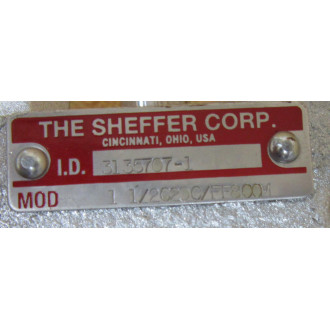 THE SHEFFER CORP.
CINCINNATI, OHIO, USA
I.D. 3135707-1
MOD